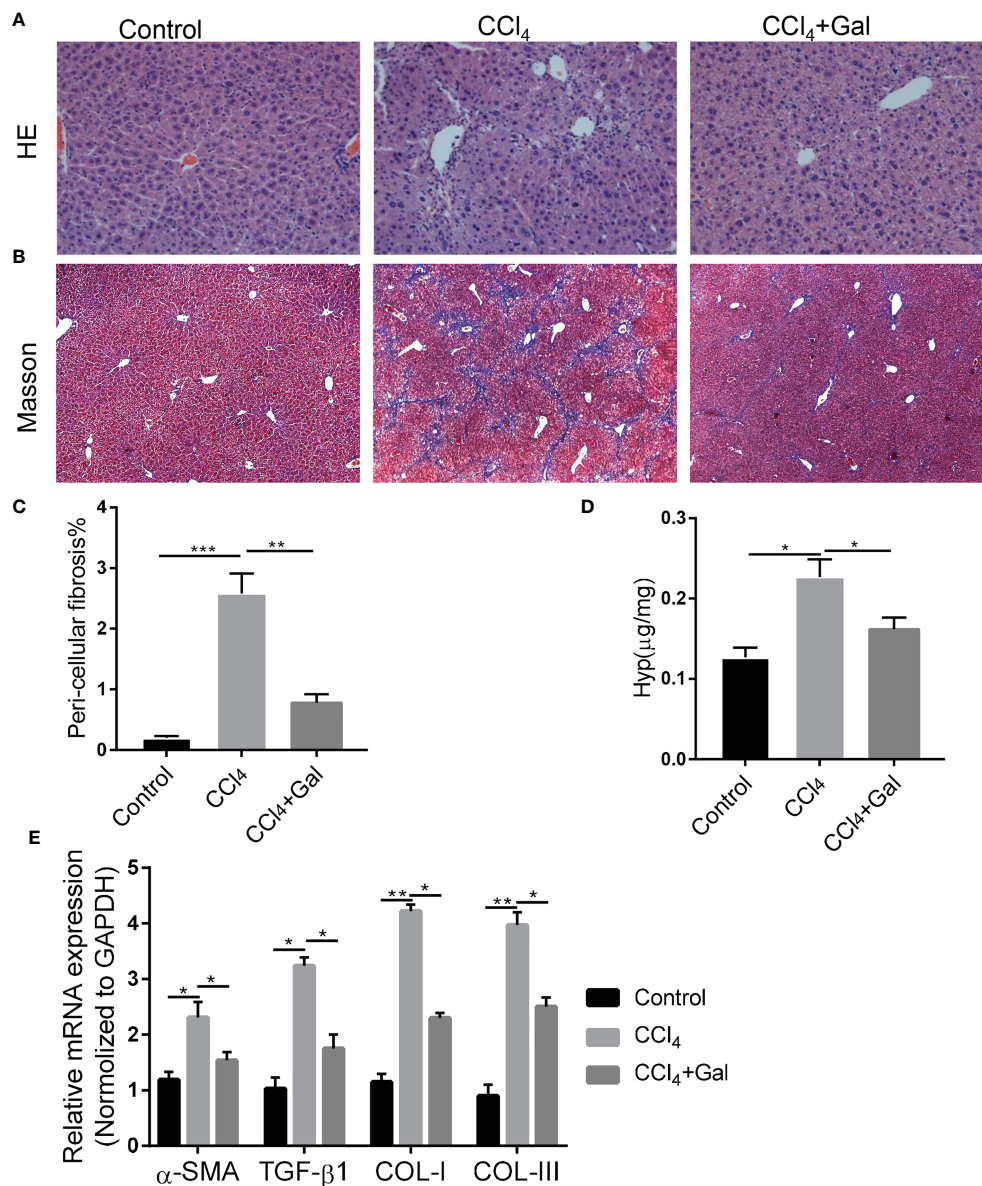 A
Control
CCl₄
CCl₄+Gal
HE
B
Masson
C
Peri-cellular fibrosis%
4
3
2
1
0
***
**
Control
CCl₄
CCl₄+Gal
D
Hyp(μg/mg)
0.3
0.2
0.1
0.0
*
*
Control
CCl₄
CCl₄+Gal
E
Relative mRNA expression
(Normolized to GAPDH)
5
4
3
2
1
0
*
*
*
*
**
*
**
*
α-SMA
TGF-β1
COL-I
COL-III
Control
CCl₄
CCl₄+Gal